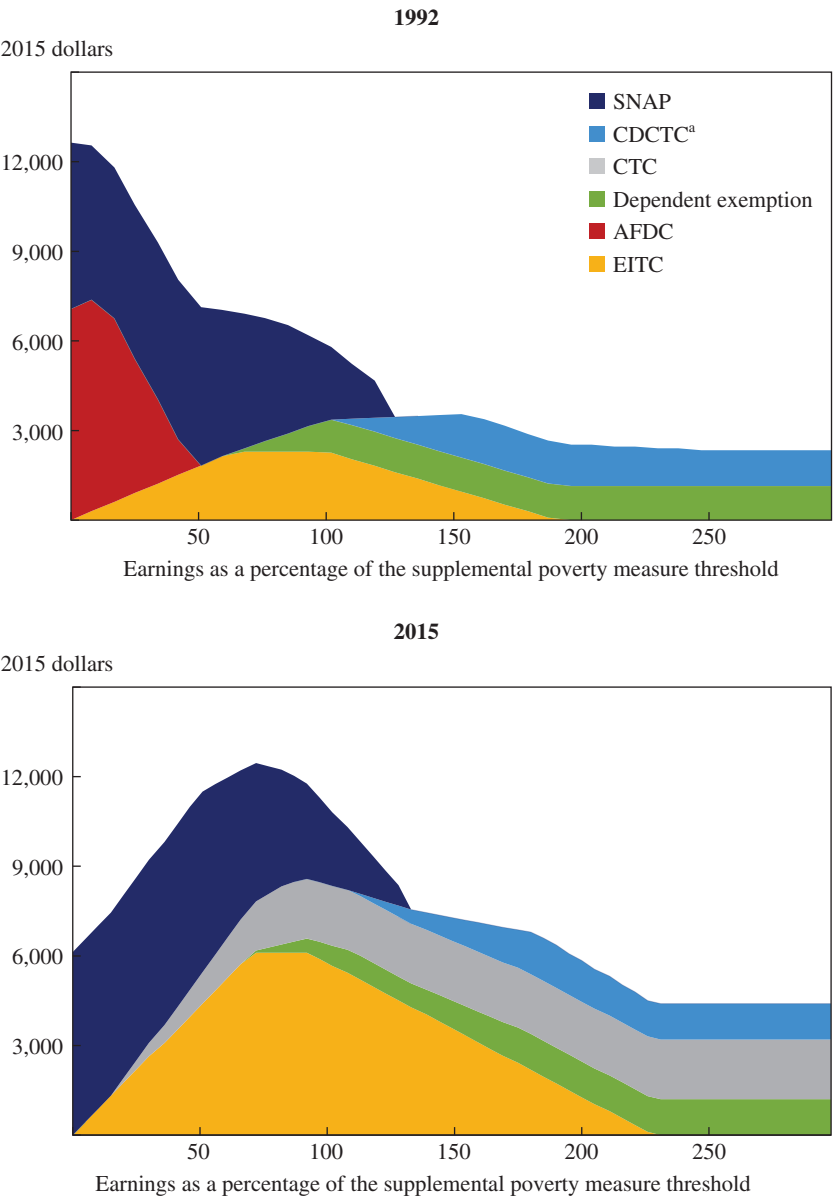 1992
2015 dollars
12,000
9,000
6,000
3,000
SNAP
CDCTCᵃ
CTC
Dependent exemption
AFDC
EITC
50 100 150 200 250
Earnings as a percentage of the supplemental poverty measure threshold
2015
2015 dollars
12,000
9,000
6,000
3,000
50 100 150 200 250
Earnings as a percentage of the supplemental poverty measure threshold